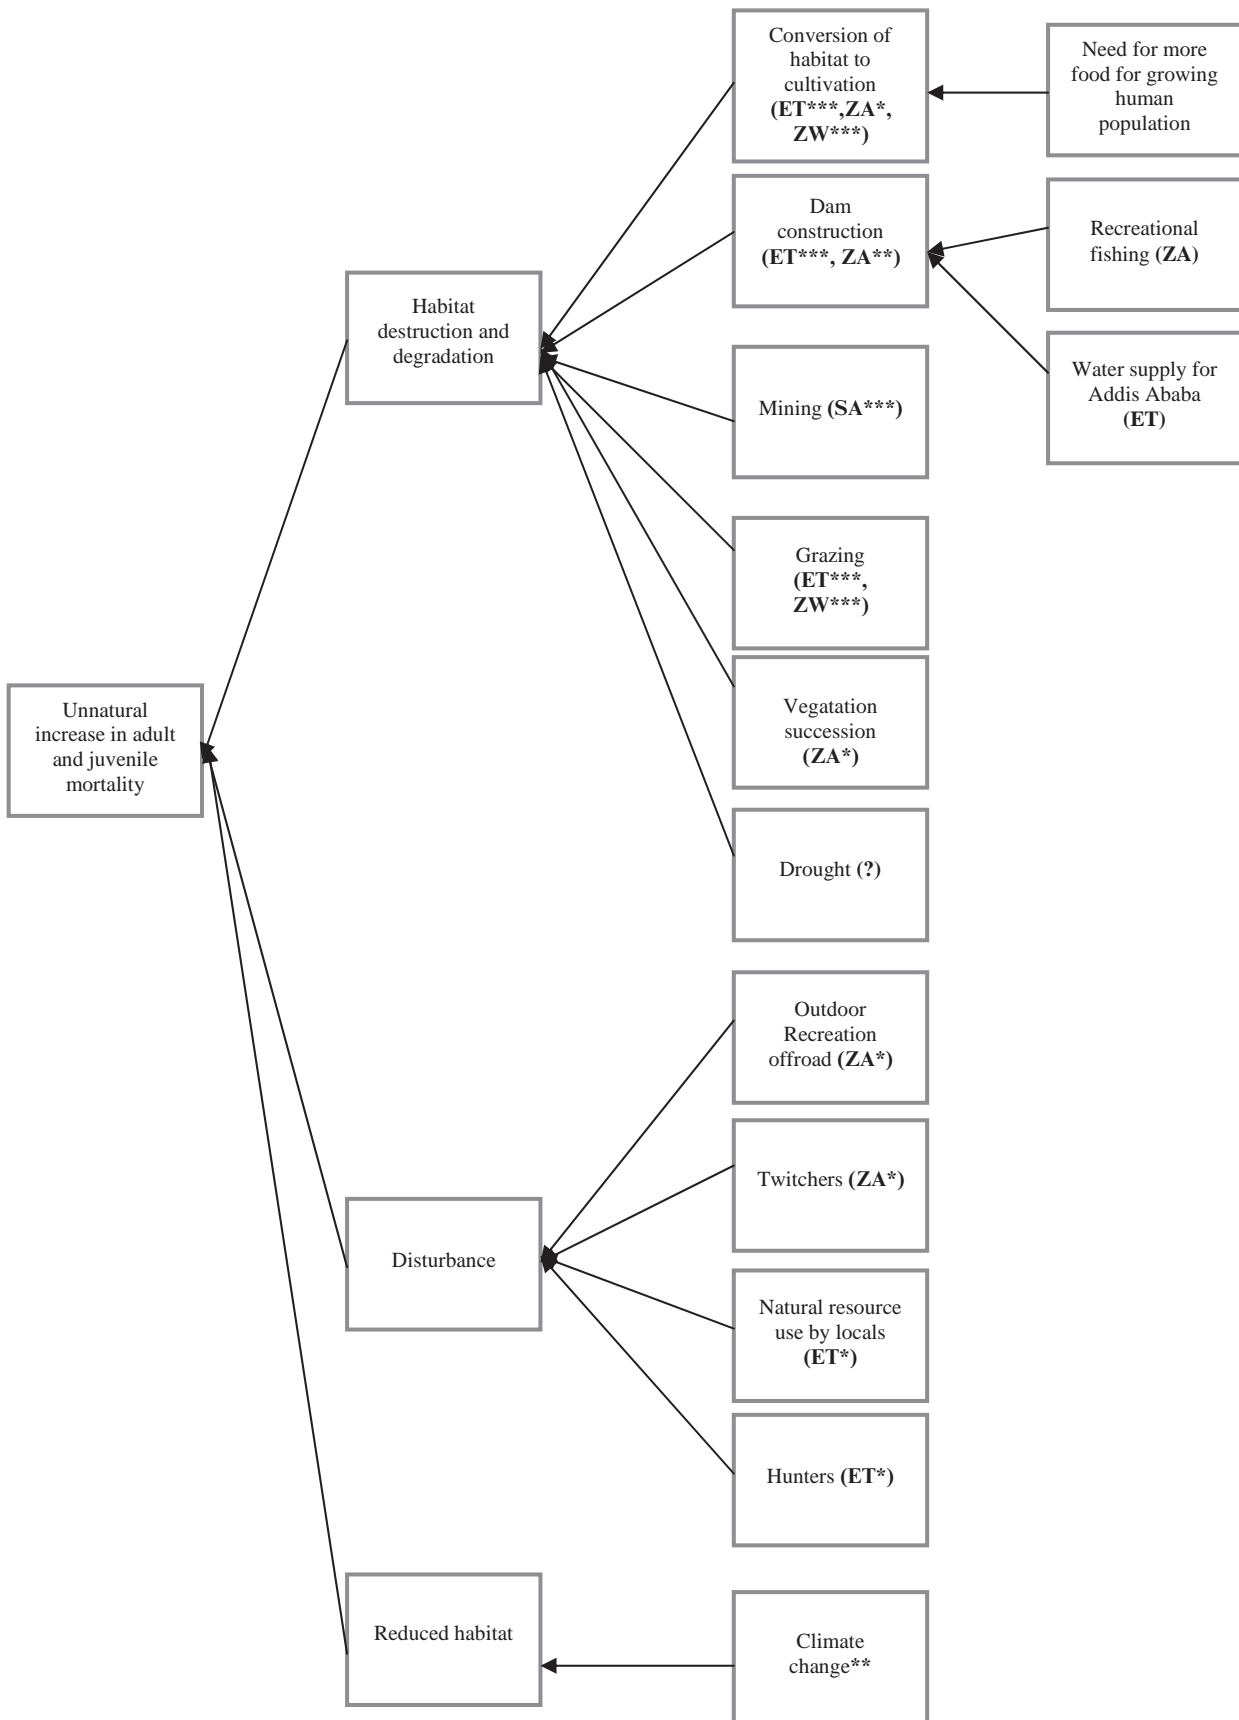 Conversion of
habitat to
cultivation
(ET***,ZA*,
ZW***)
Need for more
food for growing
human
population
Dam
construction
(ET***, ZA**)
Recreational
fishing (ZA)
Habitat
destruction and
degradation
Water supply for
Addis Ababa
(ET)
Mining (SA***)
Grazing
(ET***,
ZW***)
Vegatation
succession
(ZA*)
Unnatural
increase in adult
and juvenile
mortality
Drought (?)
Outdoor
Recreation
offroad (ZA*)
Twitchers (ZA*)
Disturbance
Natural resource
use by locals
(ET*)
Hunters (ET*)
Reduced habitat
Climate
change**